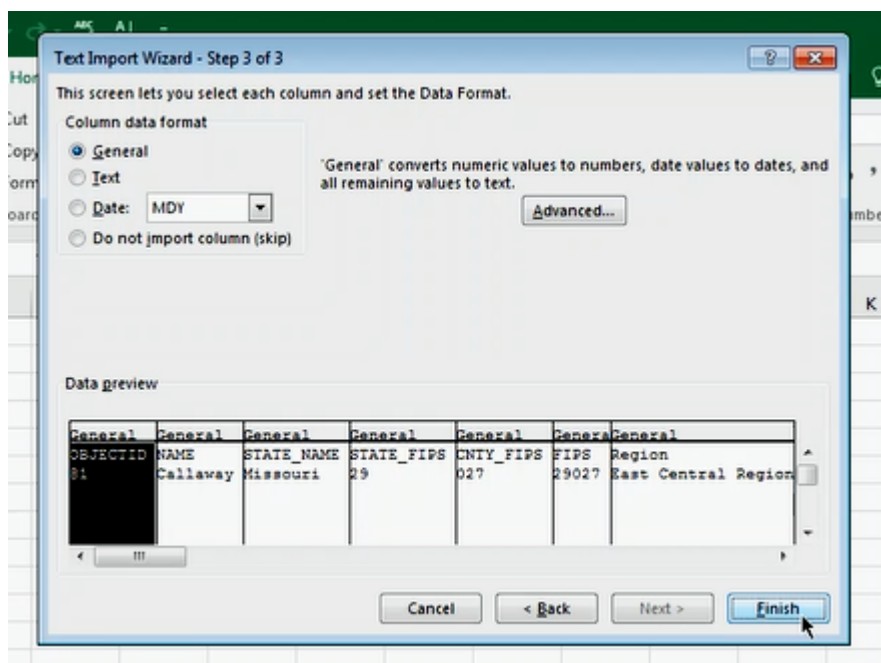 ABC
Text Import Wizard - Step 3 of 3
This screen lets you select each column and set the Data Format.
Column data format
General
Text
Date: MDY
Do not import column (skip)
'General' converts numeric values to numbers, date values to dates, and
all remaining values to text.
Advanced...
K
Data preview
General General General General General Genera General
OBJECTID NAME STATE_NAME STATE_FIPS CNTY_FIPS FIPS Region
81 Callaway Missouri 29 027 29027 East Central Region
Cancel < Back Next > Finish